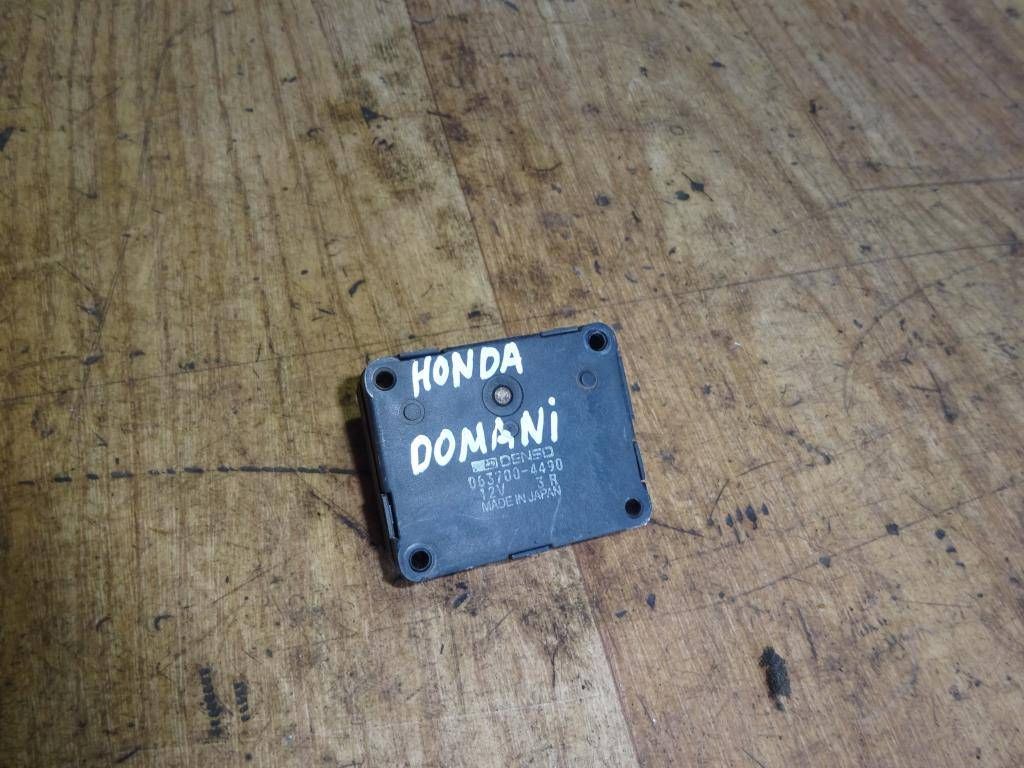 HONDA
DOMANi
DENSO
063700-4490
12V 3 R
MADE IN JAPAN